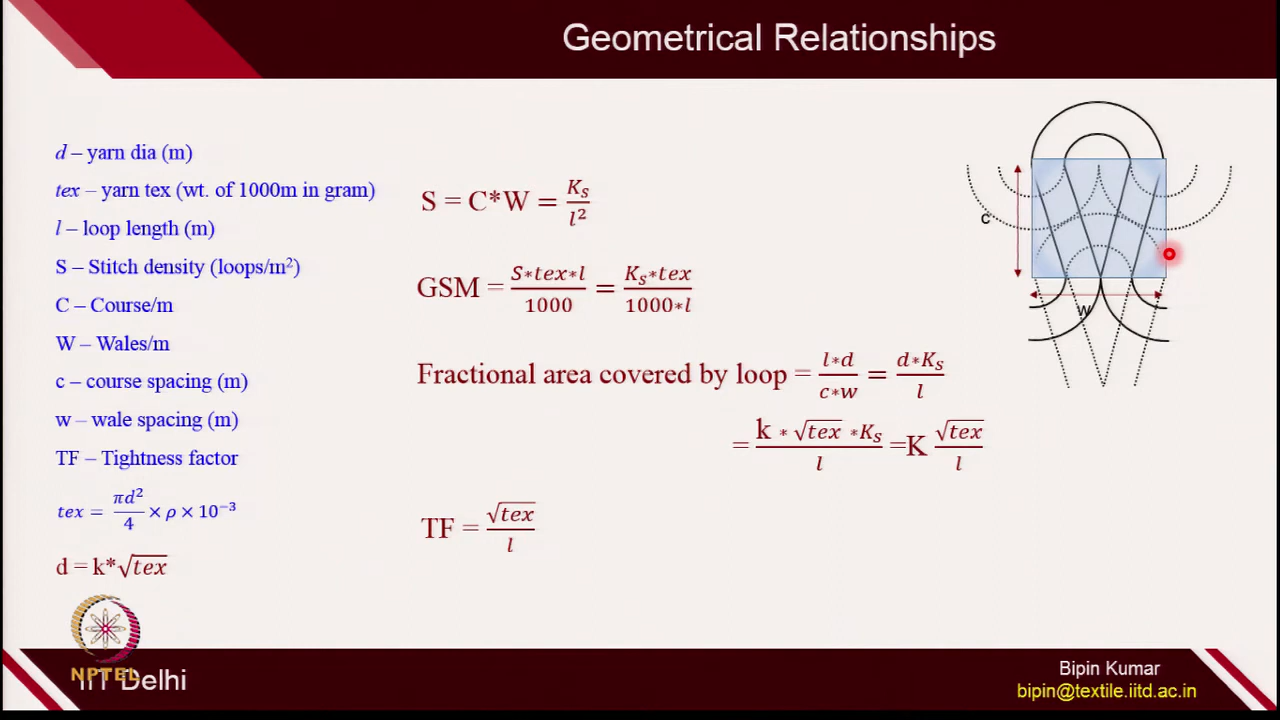 Geometrical Relationships
d – yarn dia (m)
tex – yarn tex (wt. of 1000m in gram)
l – loop length (m)
S – Stitch density (loops/m²)
C – Course/m
W – Wales/m
c – course spacing (m)
w – wale spacing (m)
TF – Tightness factor
tex = πd²/4 × ρ × 10⁻³
d = k*√tex
S = C*W = Kₛ/l²
GSM = S*tex*l/1000 = Kₛ*tex/1000*l
Fractional area covered by loop = l*d/c*w = d*Kₛ/l
= k * √tex *Kₛ/l =K √tex/l
TF = √tex/l
c
w
NPTEL
IIT Delhi
Bipin Kumar
bipin@textile.iitd.ac.in